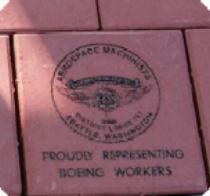 AEROSPACE MACHINISTS
DISTRICT LODGE 751
SEATTLE, WASHINGTON
PROUDLY REPRESENTING
BOEING WORKERS